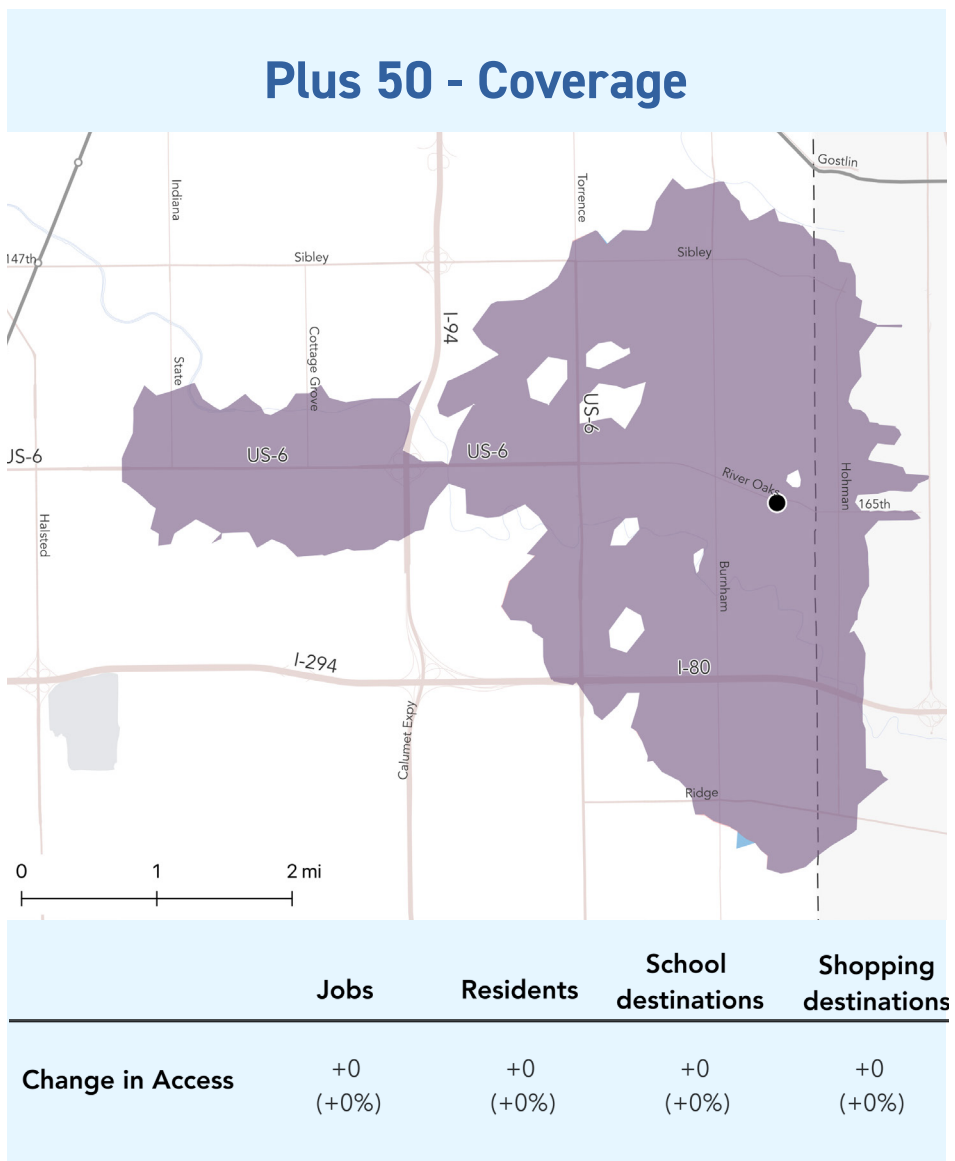 Plus 50 - Coverage
Gostlin
Indiana
Torrence
147th
Sibley
Sibley
I-94
Cottage Grove
State
US-6
US-6
US-6
US-6
River Oaks
Hohman
165th
Halsted
Burnham
I-294
I-80
Calumet Expy
Ridge
0 1 2 mi
Jobs Residents School destinations Shopping destinations
Change in Access
+0 +0 +0 +0
(+0%) (+0%) (+0%) (+0%)